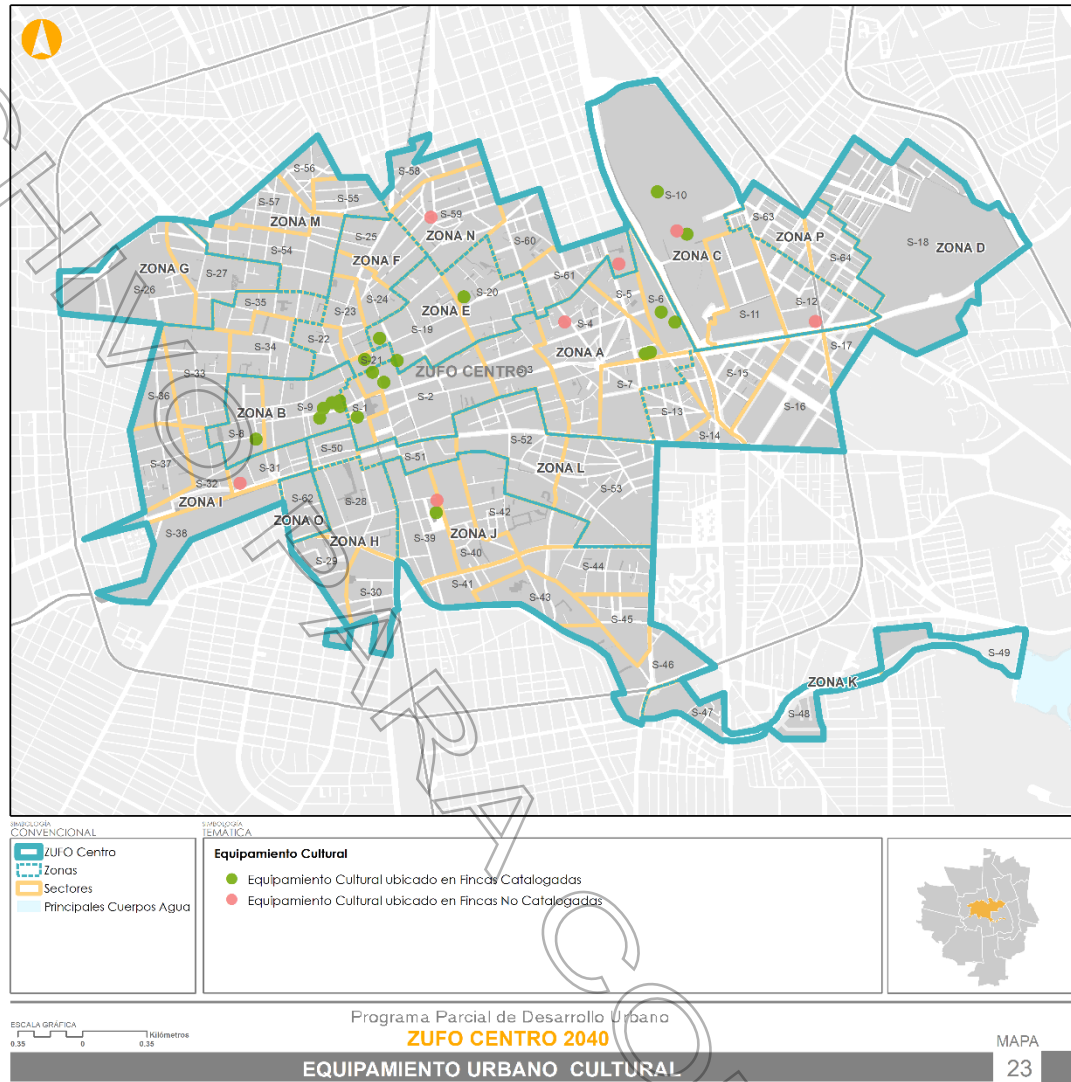 S-10
S-56
S-58
S-57
S-55
S-59
S-63
ZONA M
ZONA N
ZONA P
S-18
ZONA D
S-25
S-60
S-54
ZONA C
S-64
ZONA G
S-27
ZONA F
S-61
S-26
S-24
S-20
S-5
S-6
S-12
S-35
S-23
ZONA E
S-4
S-11
S-22
S-19
S-34
ZONA A
S-17
S-21
ZUFO CENTRO
S-3
S-15
S-33
S-7
S-36
ZONA B
S-9
S-1
S-2
S-13
S-16
S-8
S-14
S-50
S-52
S-37
S-31
S-51
ZONA L
S-32
S-53
ZONA I
S-62
S-28
S-42
ZONA O
S-38
ZONA H
S-39
ZONA J
S-29
S-40
S-44
S-30
S-41
S-43
S-45
S-49
S-46
ZONA K
S-47
S-48
CHIVO PARA CO
SIMBOLOGÍA
CONVENCIONAL
ZUFO Centro
Zonas
Sectores
Principales Cuerpos Agua
SIMBOLOGÍA
TEMÁTICA
Equipamiento Cultural
Equipamiento Cultural ubicado en Fincas Catalogadas
Equipamiento Cultural ubicado en Fincas No Catalogadas
ESCALA GRÁFICA
Kilómetros
0.35 0 0.35
Programa Parcial de Desarrollo Urbano
ZUFO CENTRO 2040
EQUIPAMIENTO URBANO CULTURAL
MAPA
23